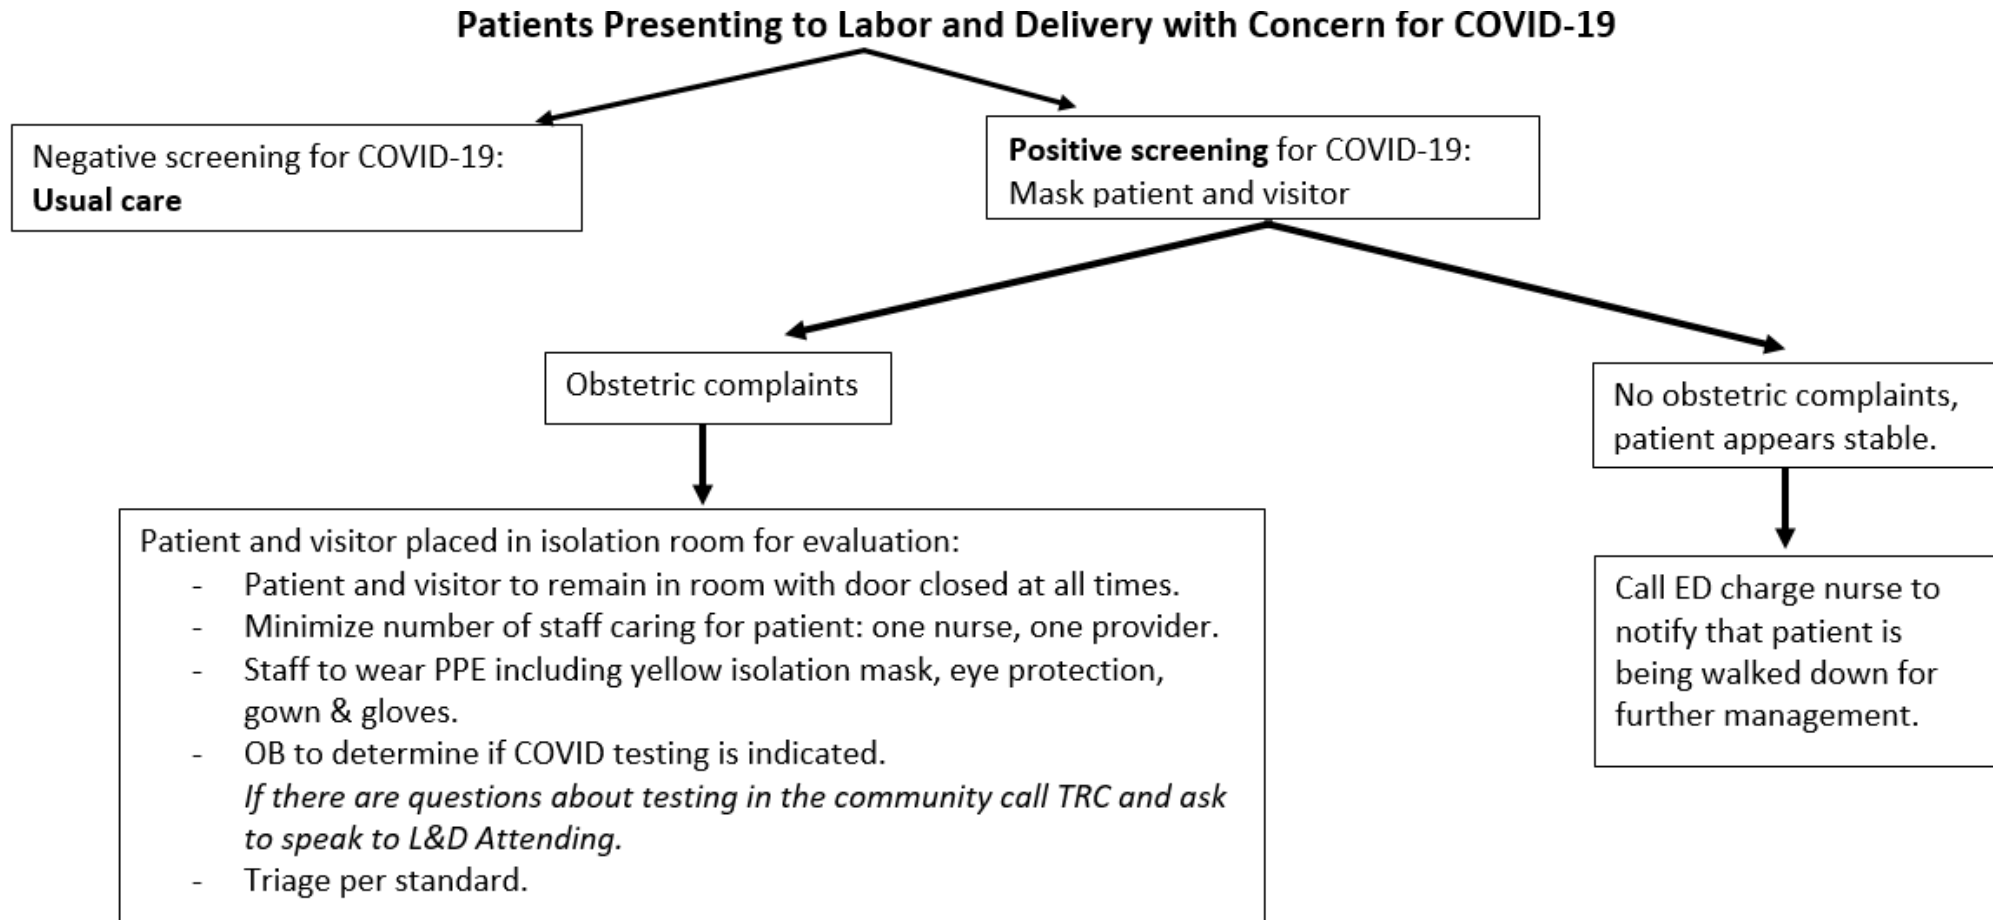 Patients Presenting to Labor and Delivery with Concern for COVID-19
Negative screening for COVID-19:
Usual care
Positive screening for COVID-19:
Mask patient and visitor
Obstetric complaints
No obstetric complaints,
patient appears stable.
Patient and visitor placed in isolation room for evaluation:
- Patient and visitor to remain in room with door closed at all times.
- Minimize number of staff caring for patient: one nurse, one provider.
- Staff to wear PPE including yellow isolation mask, eye protection,
gown & gloves.
- OB to determine if COVID testing is indicated.
If there are questions about testing in the community call TRC and ask
to speak to L&D Attending.
- Triage per standard.
Call ED charge nurse to
notify that patient is
being walked down for
further management.